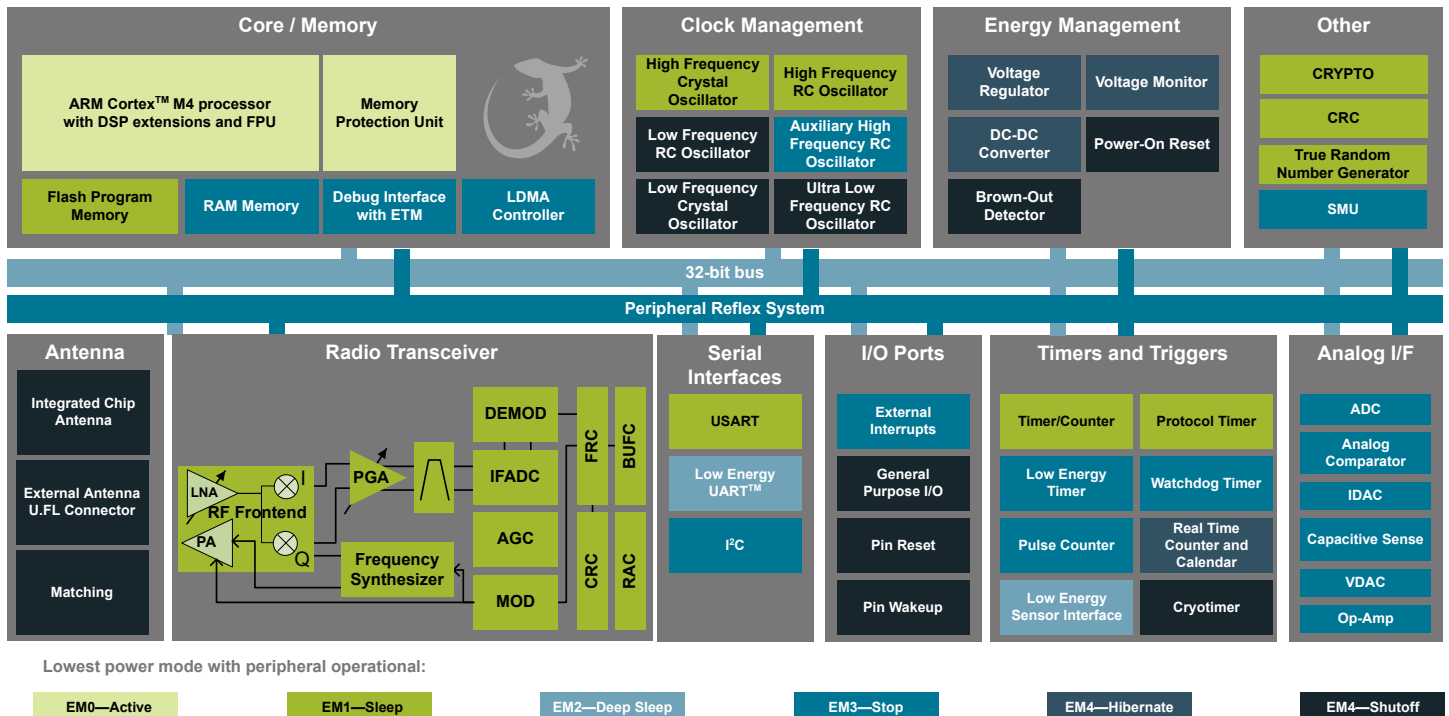 Core / Memory
ARM Cortex™ M4 processor
with DSP extensions and FPU
Memory
Protection Unit
Flash Program
Memory
RAM Memory
Debug Interface
with ETM
LDMA
Controller
Clock Management
High Frequency
Crystal
Oscillator
High Frequency
RC Oscillator
Low Frequency
RC Oscillator
Auxiliary High
Frequency RC
Oscillator
Low Frequency
Crystal
Oscillator
Ultra Low
Frequency RC
Oscillator
Energy Management
Voltage
Regulator
Voltage Monitor
DC-DC
Converter
Power-On Reset
Brown-Out
Detector
Other
CRYPTO
CRC
True Random
Number Generator
SMU
32-bit bus
Peripheral Reflex System
Antenna
Integrated Chip
Antenna
External Antenna
U.FL Connector
Matching
Radio Transceiver
LNA
RF Frontend
PA
I
Q
PGA
Frequency
Synthesizer
DEMOD
IFADC
AGC
MOD
FRC
BUFC
CRC
RAC
Serial
Interfaces
USART
Low Energy
UART™
I²C
I/O Ports
External
Interrupts
General
Purpose I/O
Pin Reset
Pin Wakeup
Timers and Triggers
Timer/Counter
Protocol Timer
Low Energy
Timer
Watchdog Timer
Pulse Counter
Real Time
Counter and
Calendar
Low Energy
Sensor Interface
Cryotimer
Analog I/F
ADC
Analog
Comparator
IDAC
Capacitive Sense
VDAC
Op-Amp
Lowest power mode with peripheral operational:
EM0—Active
EM1—Sleep
EM2—Deep Sleep
EM3—Stop
EM4—Hibernate
EM4—Shutoff